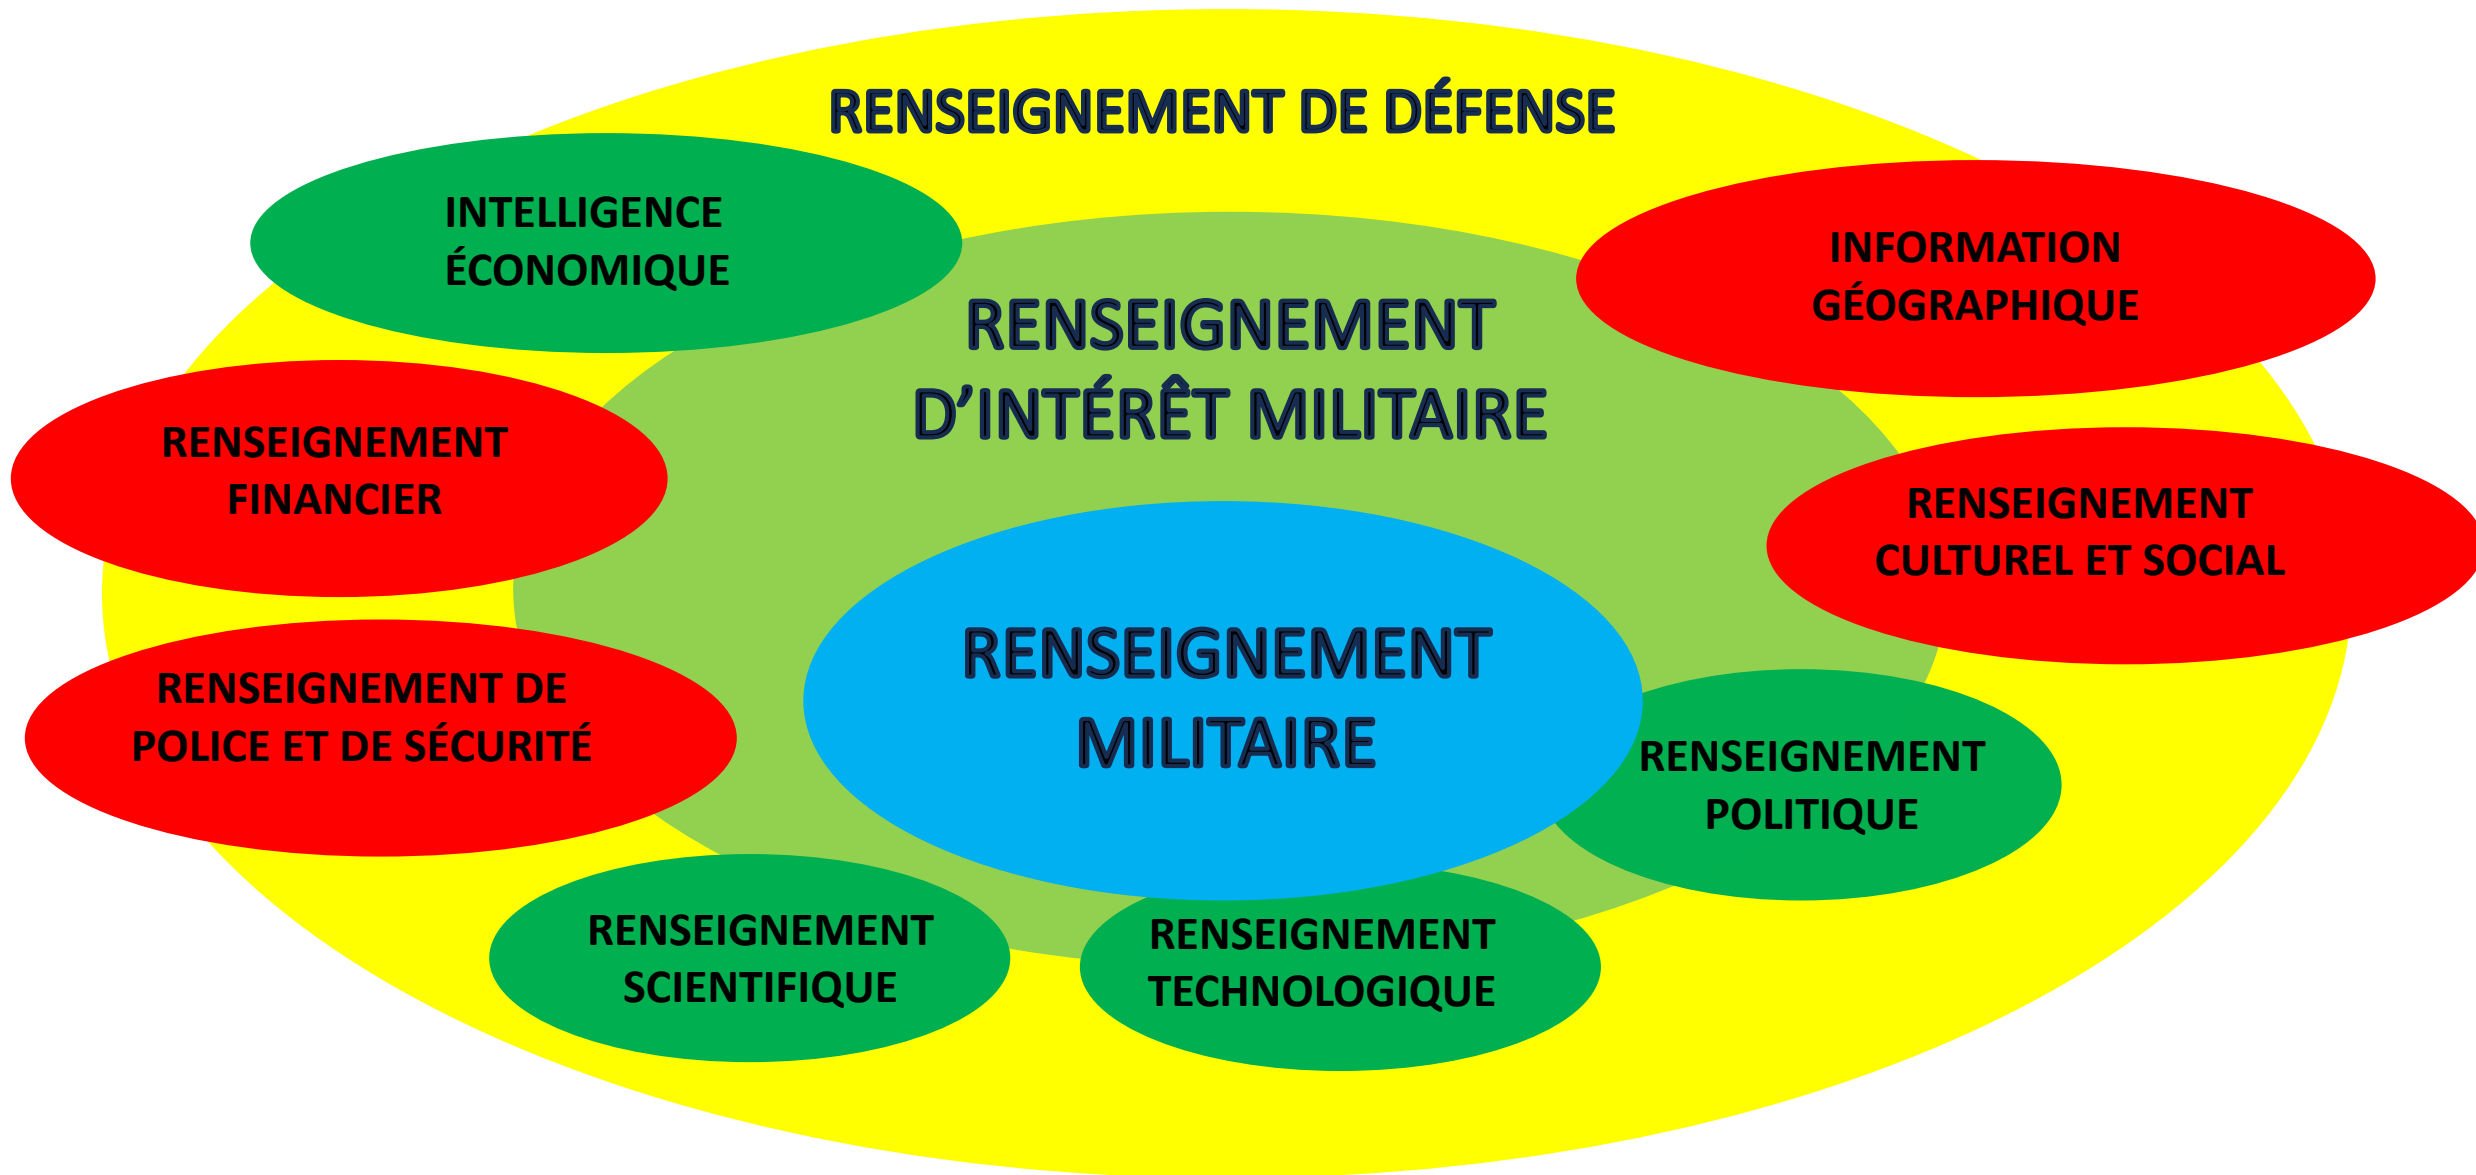 RENSEIGNEMENT DE DÉFENSE
INTELLIGENCE
ÉCONOMIQUE
INFORMATION
GÉOGRAPHIQUE
RENSEIGNEMENT
D’INTÉRÊT MILITAIRE
RENSEIGNEMENT
FINANCIER
RENSEIGNEMENT
CULTUREL ET SOCIAL
RENSEIGNEMENT
MILITAIRE
RENSEIGNEMENT DE
POLICE ET DE SÉCURITÉ
RENSEIGNEMENT
POLITIQUE
RENSEIGNEMENT
SCIENTIFIQUE
RENSEIGNEMENT
TECHNOLOGIQUE